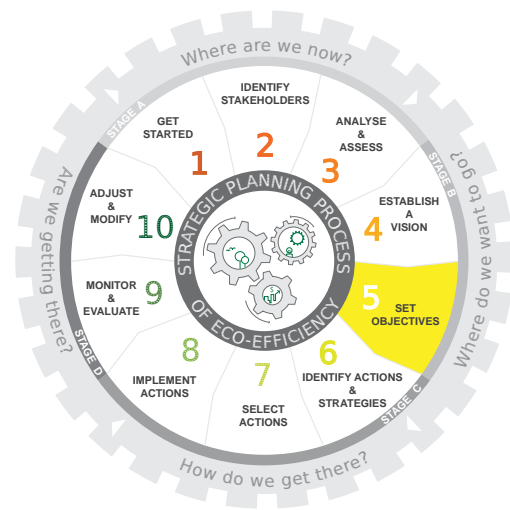 Where are we now?
STAGE A
GET
STARTED
1
IDENTIFY
STAKEHOLDERS
2
ANALYSE
&
ASSESS
3
STAGE B
Where do we want to go?
ESTABLISH
A
VISION
4
5
SET
OBJECTIVES
STAGE C
How do we get there?
6
IDENTIFY ACTIONS
&
STRATEGIES
7
SELECT
ACTIONS
8
IMPLEMENT
ACTIONS
STAGE D
Are we getting there?
MONITOR
&
EVALUATE
9
ADJUST
&
MODIFY
10
STRATEGIC PLANNING PROCESS
OF ECO-EFFICIENCY
$